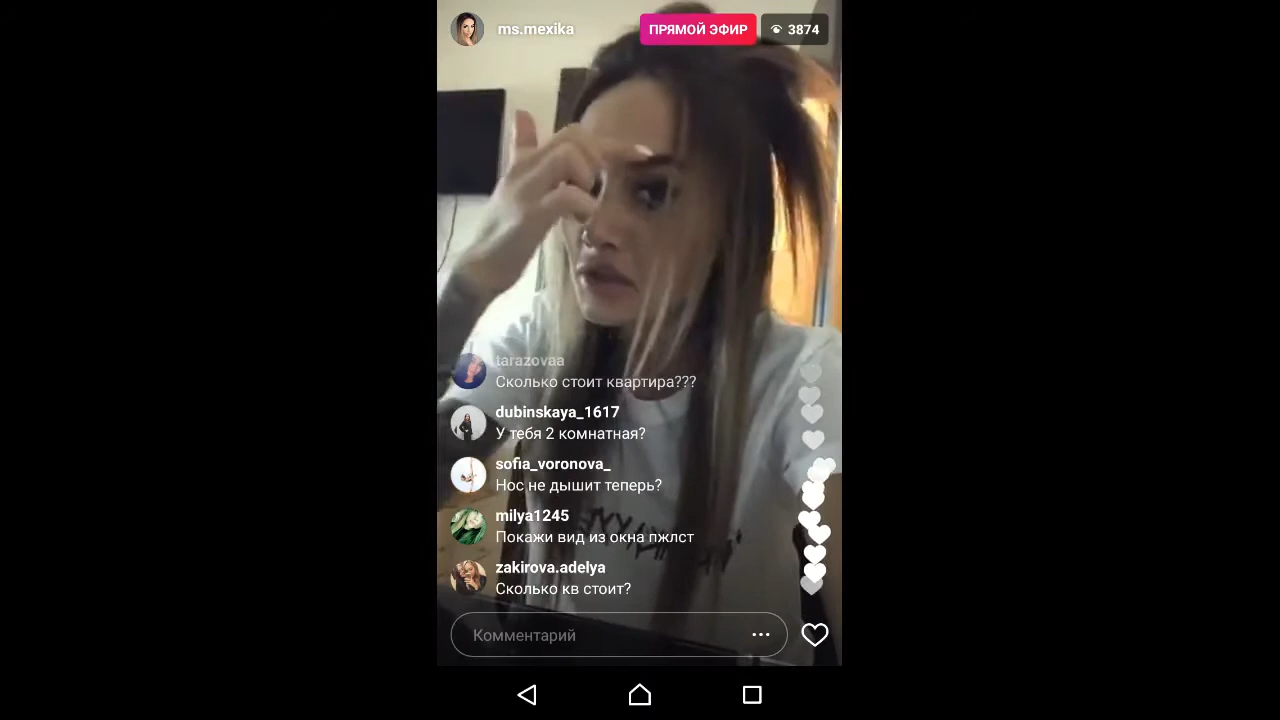 ms.mexika
ПРЯМОЙ ЭФИР
3874
tarazovaa
Сколько стоит квартира???
dubinskaya_1617
У тебя 2 комнатная?
sofia_voronova_
Нос не дышит теперь?
milya1245
Покажи вид из окна пжлст
zakirova.adelya
Сколько кв стоит?
Комментарий